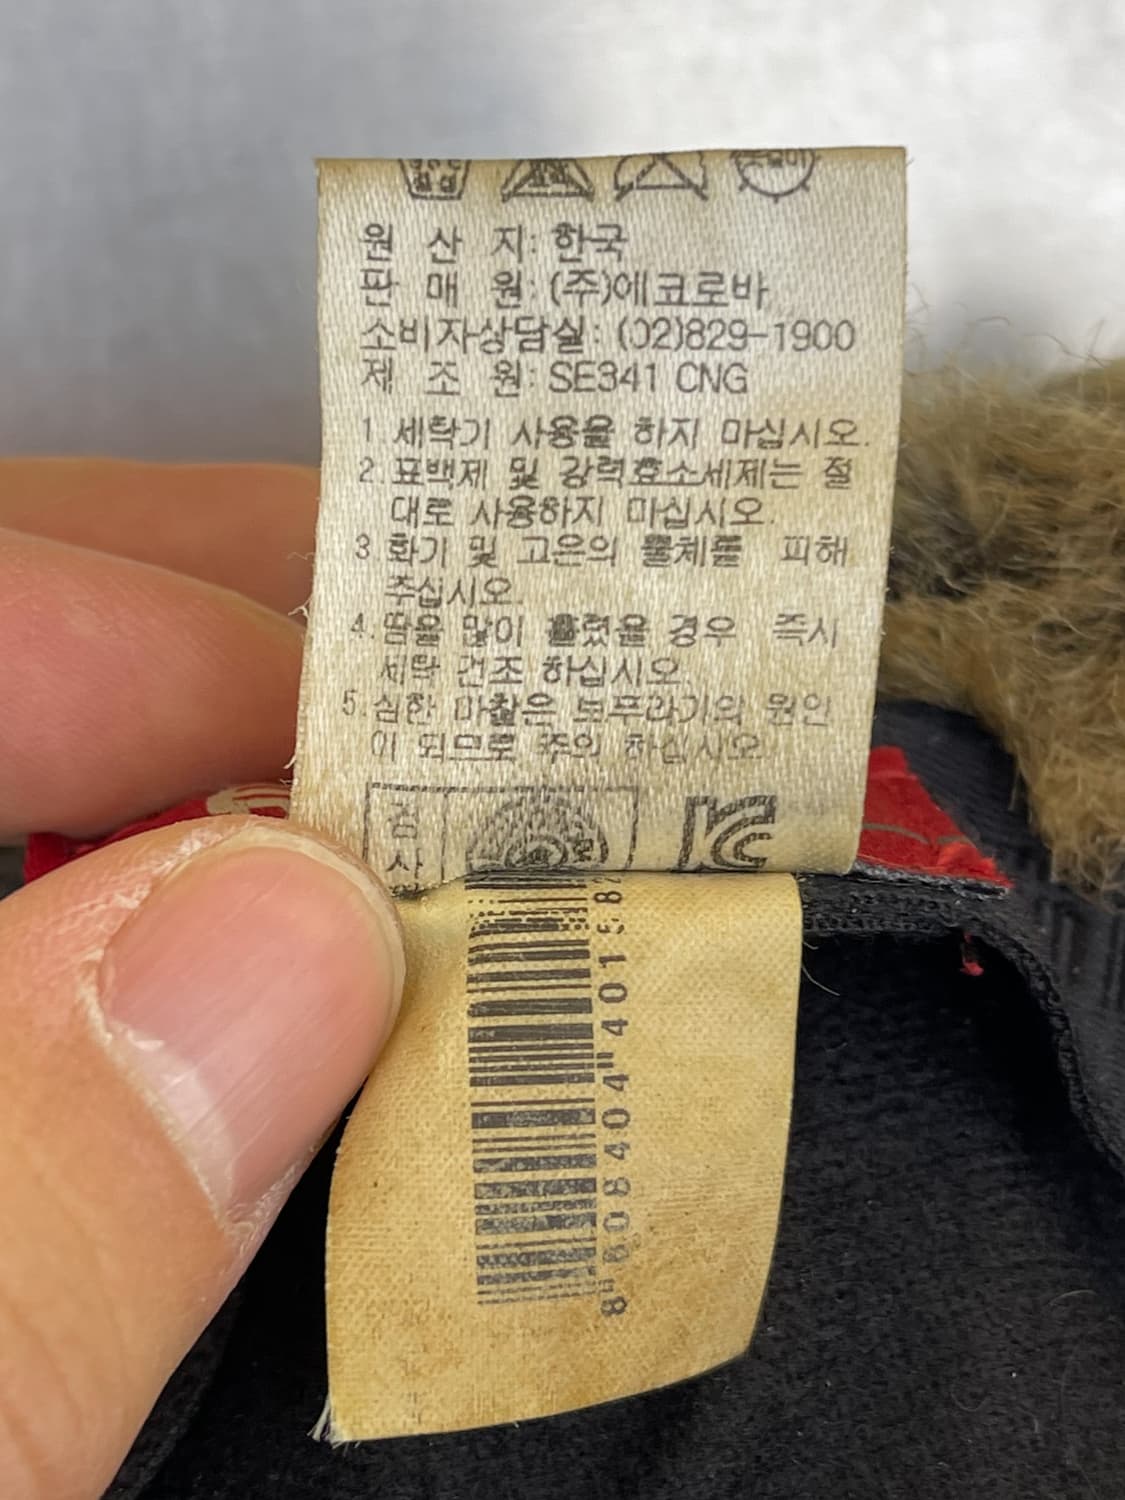 원 산 지: 한국
판 매 원: (주)에코로바
소비자상담실: (02)829-1900
제 조 원: SE341 CNG
1. 세탁기 사용을 하지 마십시오.
2. 표백제 및 강력효소세제는 절
대로 사용하지 마십시오.
3. 화기 및 고온의 물체를 피해
주십시오.
4. 땀을 많이 흘렸을 경우 즉시
세탁 건조 하십시오.
5. 심한 마찰은 보푸라기의 원인
이 되므로 주의 하십시오.
검
사
8 808404 401582